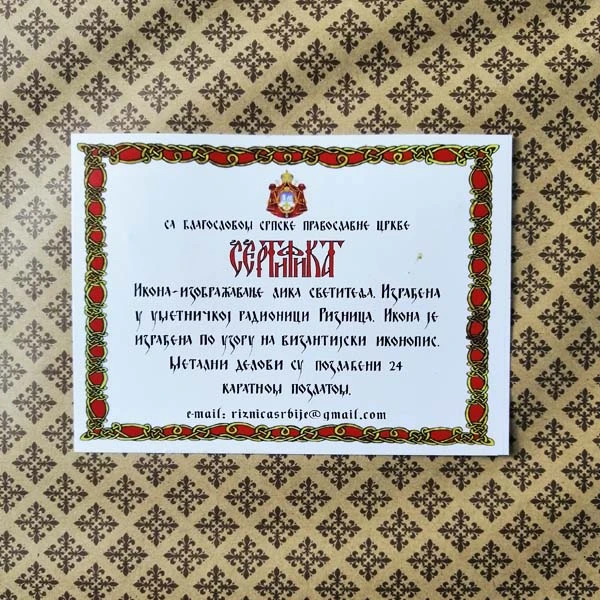 са благословом српске православне цркве
СЕРТИФИКАТ
Икона-изображавање лика светитеља. Израђена
у уметничкој радионици Ризница. Икона је
израђена по узору на византијски иконопис.
Метални делови су позлаћени 24
каратном позлатом.
e-mail: riznicasrbije@gmail.com